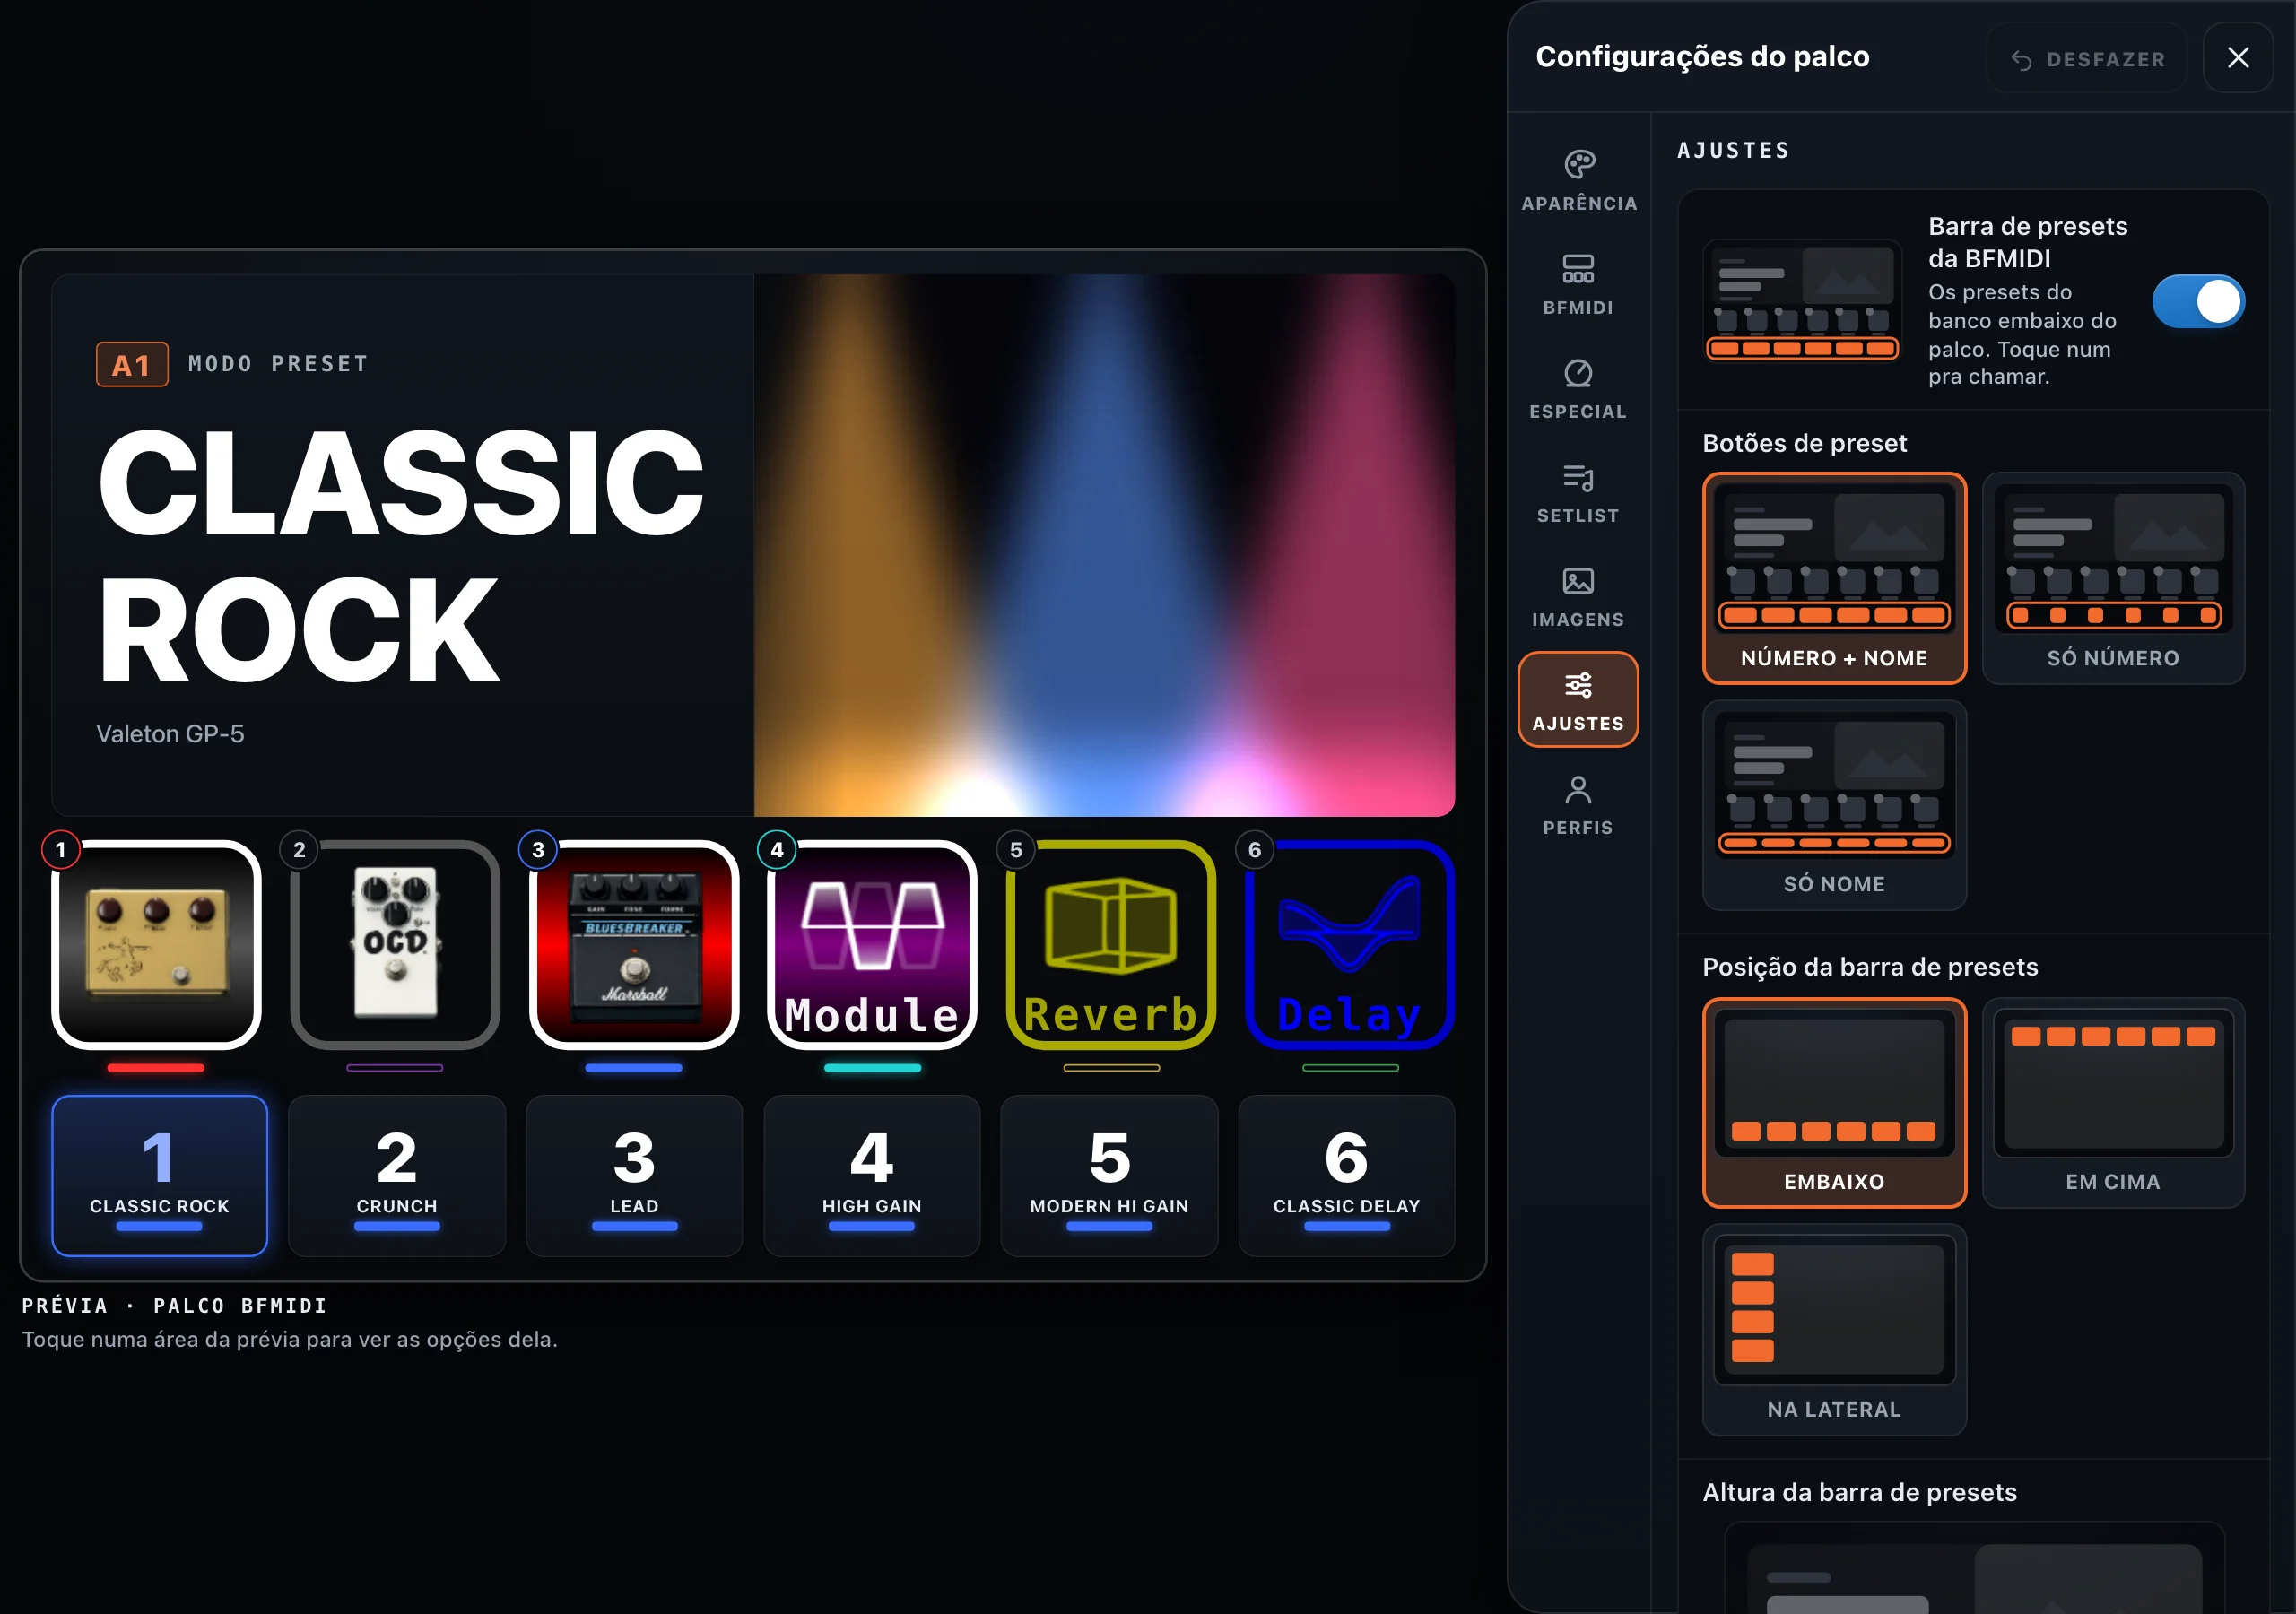 Configurações do palco
DESFAZER
APARÊNCIA
BFMIDI
ESPECIAL
SETLIST
IMAGENS
AJUSTES
PERFIS
AJUSTES
Barra de presets
da BFMIDI
Os presets do
banco embaixo do
palco. Toque num
pra chamar.
Botões de preset
NÚMERO + NOME
SÓ NÚMERO
SÓ NOME
Posição da barra de presets
EMBAIXO
EM CIMA
NA LATERAL
Altura da barra de presets
A1 MODO PRESET
CLASSIC
ROCK
Valeton GP-5
1
2
OCD
3
GAIN TONE VOLUME
BLUESBREAKER
Marshall
4
Module
5
Reverb
6
Delay
1
CLASSIC ROCK
2
CRUNCH
3
LEAD
4
HIGH GAIN
5
MODERN HI GAIN
6
CLASSIC DELAY
PRÉVIA · PALCO BFMIDI
Toque numa área da prévia para ver as opções dela.